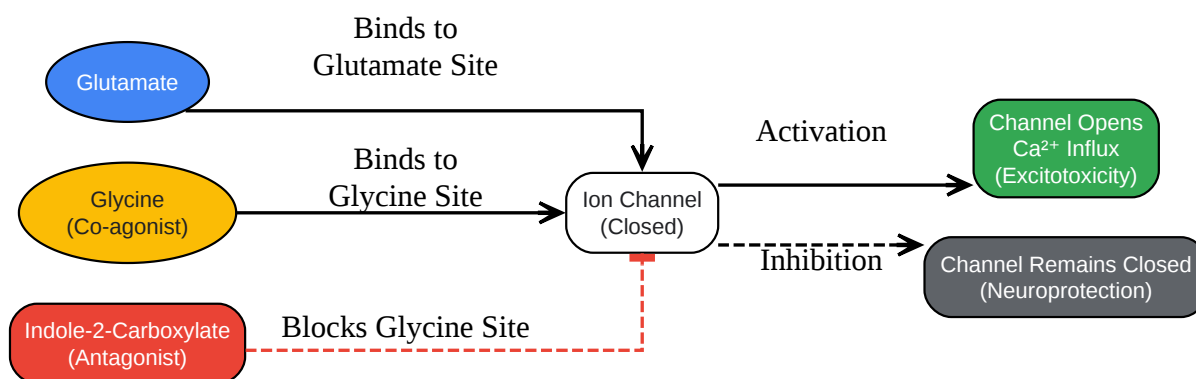 Binds to
Glutamate Site
Glutamate
Activation
Channel Opens
Ca²⁺ Influx
(Excitotoxicity)
Binds to
Glycine Site
Glycine
(Co-agonist)
Ion Channel
(Closed)
Inhibition
Channel Remains Closed
(Neuroprotection)
Indole-2-Carboxylate
(Antagonist)
Blocks Glycine Site